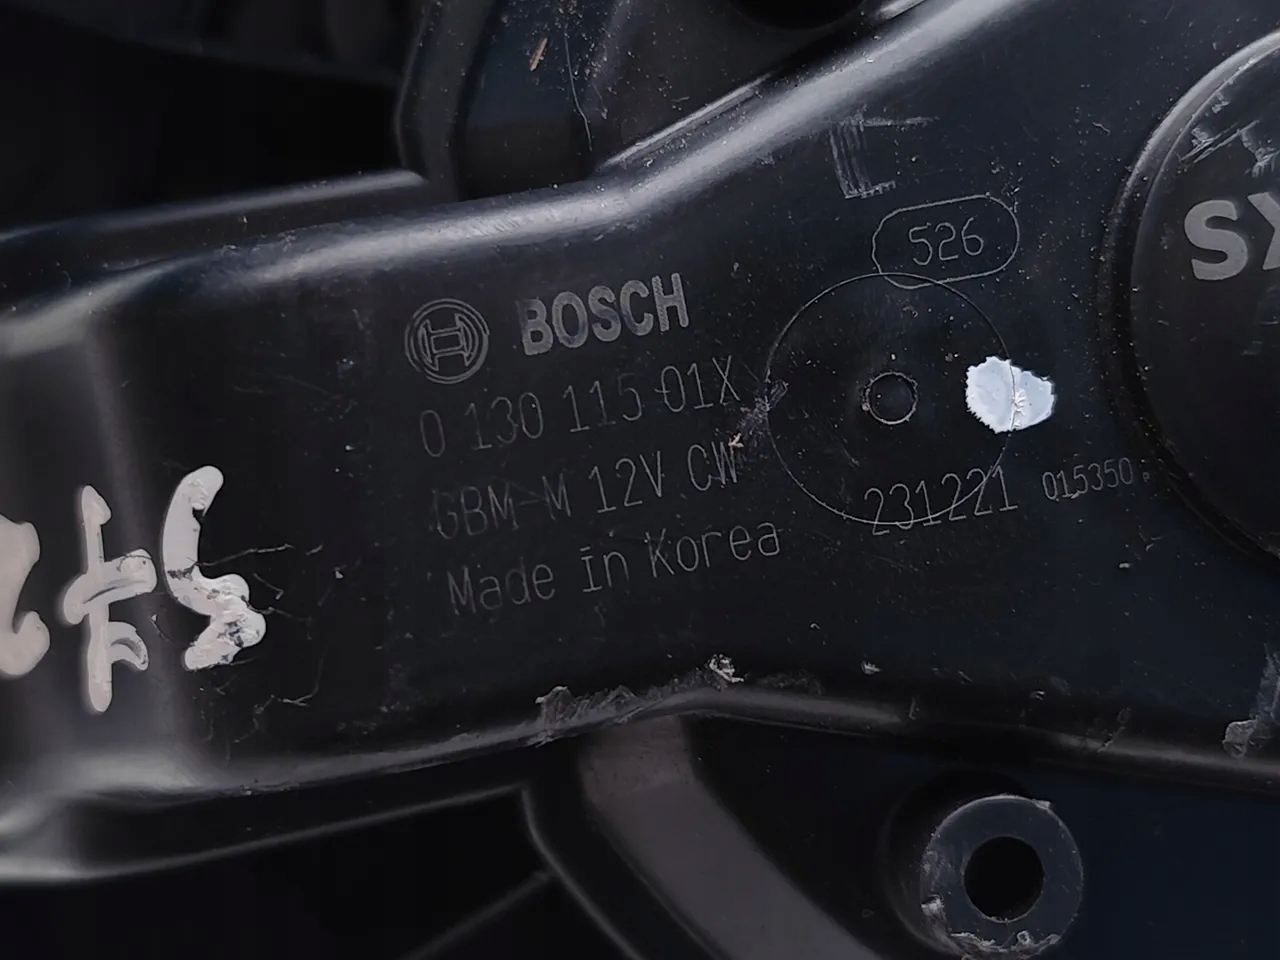 526
BOSCH
0 130 115 01X
GBM-M 12V CW
231221 015350
Made in Korea